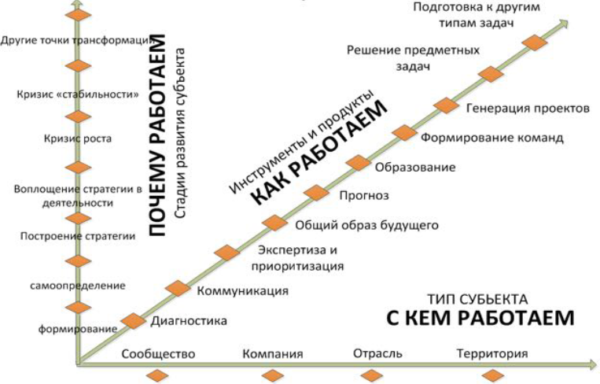 Подготовка к другим
типам задач
Другие точки трансформации
Решение предметных
задач
Кризис «стабильности»
Генерация проектов
Кризис роста
Формирование команд
ПОЧЕМУ РАБОТАЕМ
Стадии развития субъекта
Инструменты и продукты
КАК РАБОТАЕМ
Образование
Воплощение стратегии в
деятельности
Прогноз
Построение стратегии
Общий образ будущего
Экспертиза и
приоритизация
самоопределение
Коммуникация
формирование
Диагностика
ТИП СУБЬЕКТА
С КЕМ РАБОТАЕМ
Сообщество
Компания
Отрасль
Территория